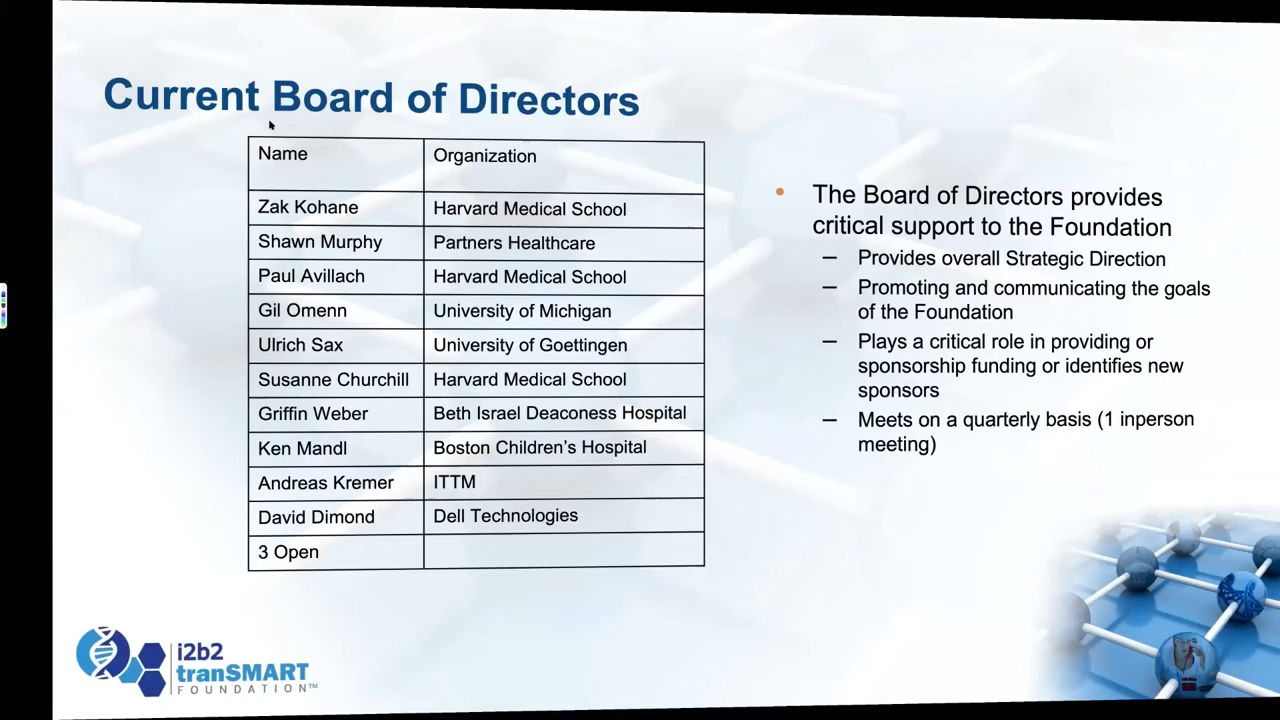 Current Board of Directors
Name Organization
Zak Kohane Harvard Medical School
Shawn Murphy Partners Healthcare
Paul Avillach Harvard Medical School
Gil Omenn University of Michigan
Ulrich Sax University of Goettingen
Susanne Churchill Harvard Medical School
Griffin Weber Beth Israel Deaconess Hospital
Ken Mandl Boston Children’s Hospital
Andreas Kremer ITTM
David Dimond Dell Technologies
3 Open
• The Board of Directors provides
critical support to the Foundation
– Provides overall Strategic Direction
– Promoting and communicating the goals
of the Foundation
– Plays a critical role in providing or
sponsorship funding or identifies new
sponsors
– Meets on a quarterly basis (1 inperson
meeting)
i2b2
tranSMART
FOUNDATION™